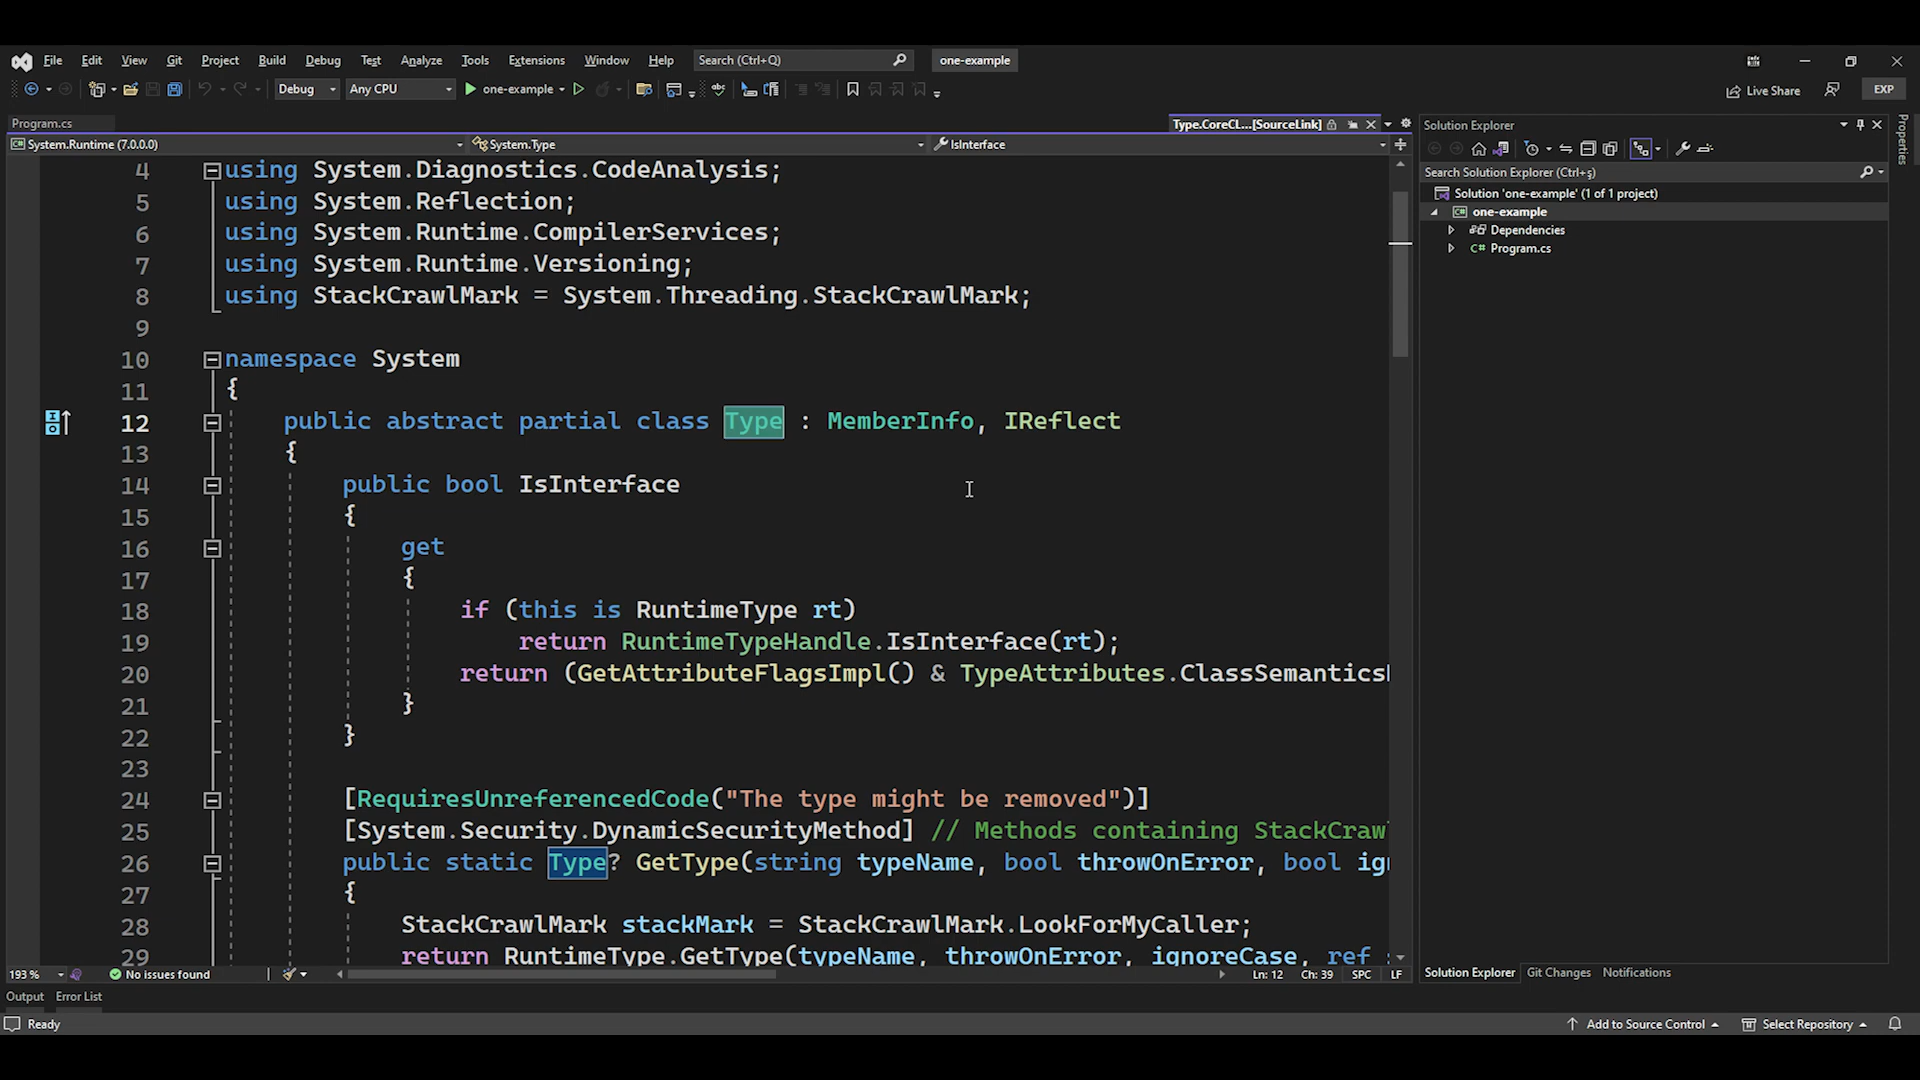 File Edit View Git Project Build Debug Test Analyze Tools Extensions Window Help Search (Ctrl+Q) one-example
Debug Any CPU one-example Live Share EXP
Program.cs Type.CoreCL...[SourceLink]
System.Runtime (7.0.0.0) System.Type IsInterface
4 using System.Diagnostics.CodeAnalysis;
5 using System.Reflection;
6 using System.Runtime.CompilerServices;
7 using System.Runtime.Versioning;
8 using StackCrawlMark = System.Threading.StackCrawlMark;
9
10 namespace System
11 {
12 public abstract partial class Type : MemberInfo, IReflect
13 {
14 public bool IsInterface
15 {
16 get
17 {
18 if (this is RuntimeType rt)
19 return RuntimeTypeHandle.IsInterface(rt);
20 return (GetAttributeFlagsImpl() & TypeAttributes.ClassSemantics
21 }
22 }
23
24 [RequiresUnreferencedCode("The type might be removed")]
25 [System.Security.DynamicSecurityMethod] // Methods containing StackCraw
26 public static Type? GetType(string typeName, bool throwOnError, bool ig
27 {
28 StackCrawlMark stackMark = StackCrawlMark.LookForMyCaller;
29 return RuntimeType.GetType(typeName, throwOnError, ignoreCase, ref
193 % No issues found Ln: 12 Ch: 39 SPC LF
Output Error List
Ready Add to Source Control Select Repository
Solution Explorer
Search Solution Explorer (Ctrl+ş)
Solution 'one-example' (1 of 1 project)
one-example
Dependencies
C# Program.cs
Solution Explorer Git Changes Notifications
Properties